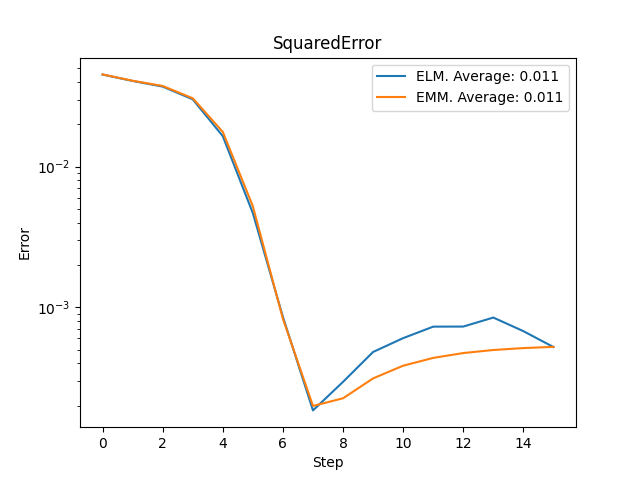 SquaredError
ELM. Average: 0.011
EMM. Average: 0.011
Error
10⁻²
10⁻³
0 2 4 6 8 10 12 14
Step